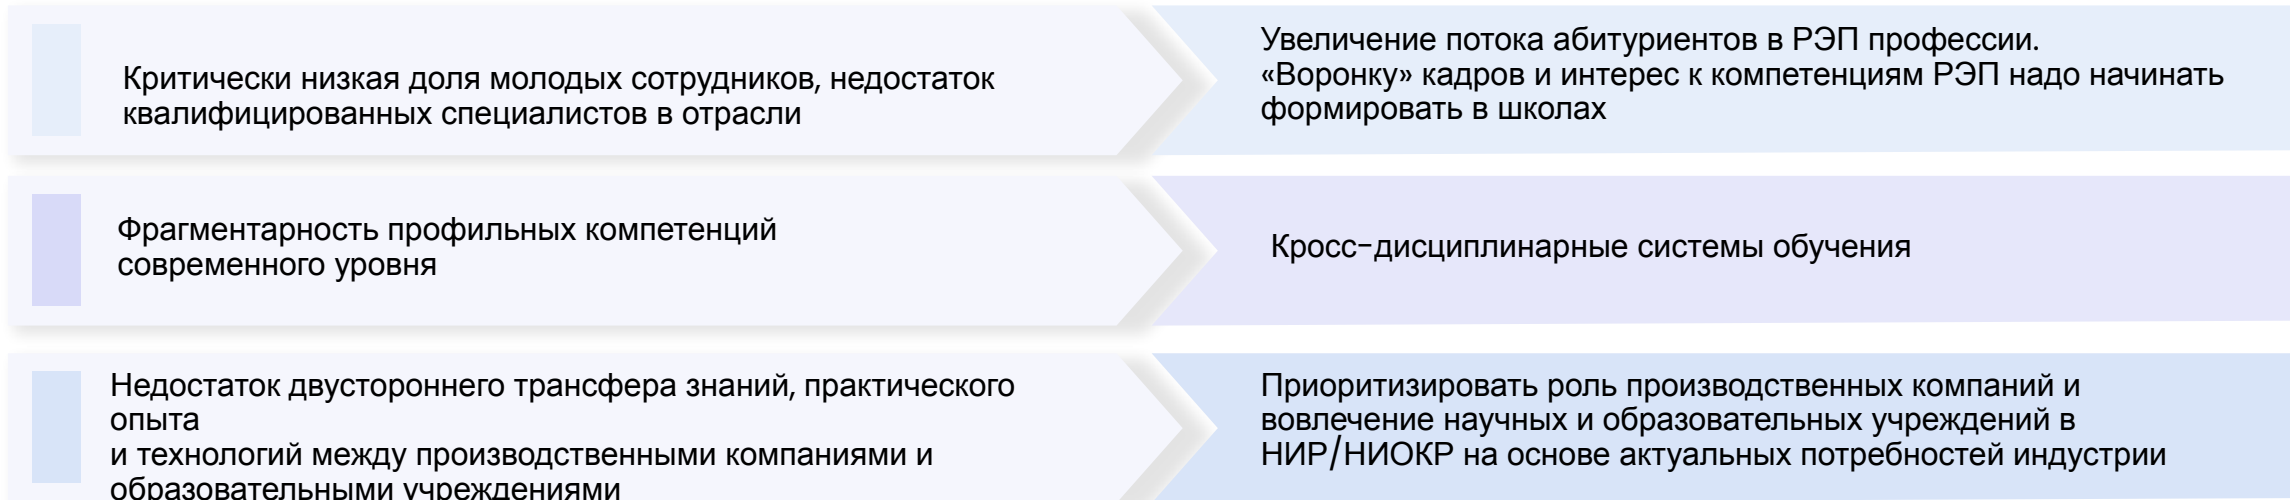 Критически низкая доля молодых сотрудников, недостаток
квалифицированных специалистов в отрасли
Увеличение потока абитуриентов в РЭП профессии.
«Воронку» кадров и интерес к компетенциям РЭП надо начинать
формировать в школах
Фрагментарность профильных компетенций
современного уровня
Кросс-дисциплинарные системы обучения
Недостаток двустороннего трансфера знаний, практического
опыта
и технологий между производственными компаниями и
образовательными учреждениями
Приоритизировать роль производственных компаний и
вовлечение научных и образовательных учреждений в
НИР/НИОКР на основе актуальных потребностей индустрии